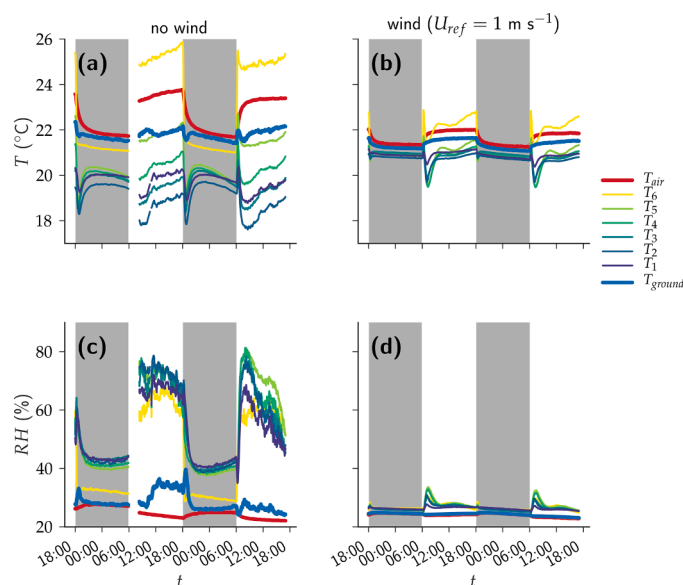 no wind
wind (U_ref = 1 m s⁻¹)
(a)
(b)
26
24
22
20
18
T (°C)
T_air
T_6
T_5
T_4
T_3
T_2
T_1
T_ground
(c)
(d)
80
60
40
20
RH (%)
18:00 00:00 06:00 12:00 18:00 00:00 06:00 12:00 18:00
18:00 00:00 06:00 12:00 18:00 00:00 06:00 12:00 18:00
t
t